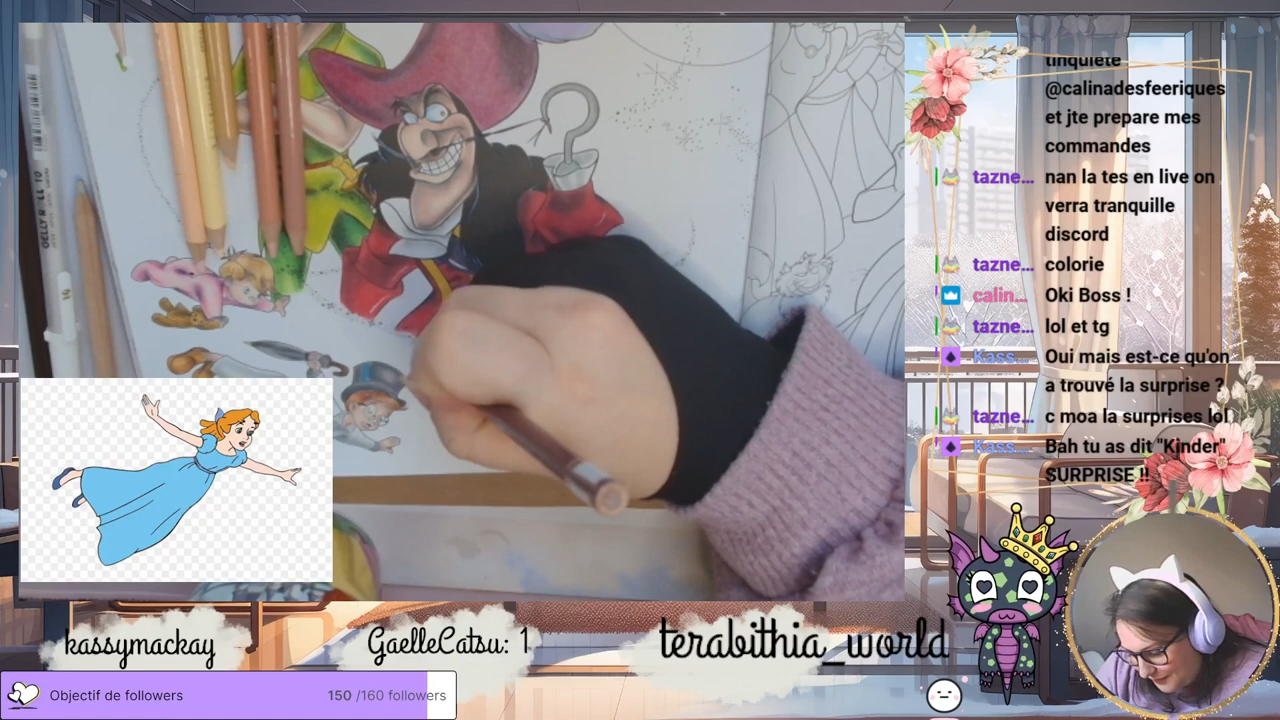 tinquiete
@calinadesfeeriques
et jte prepare mes
commandes
tazne... nan la tes en live on
verra tranquille
discord
tazne... colorie
calin... Oki Boss !
tazne... lol et tg
Kass... Oui mais est-ce qu'on
a trouvé la surprise ?
tazne... c moa la surprises lol
Kass... Bah tu as dit "Kinder"
SURPRISE !!
GELLY ROLL 10
kassymackay
GaelleCatsu: 1
terabithia_world
Objectif de followers 150 /160 followers